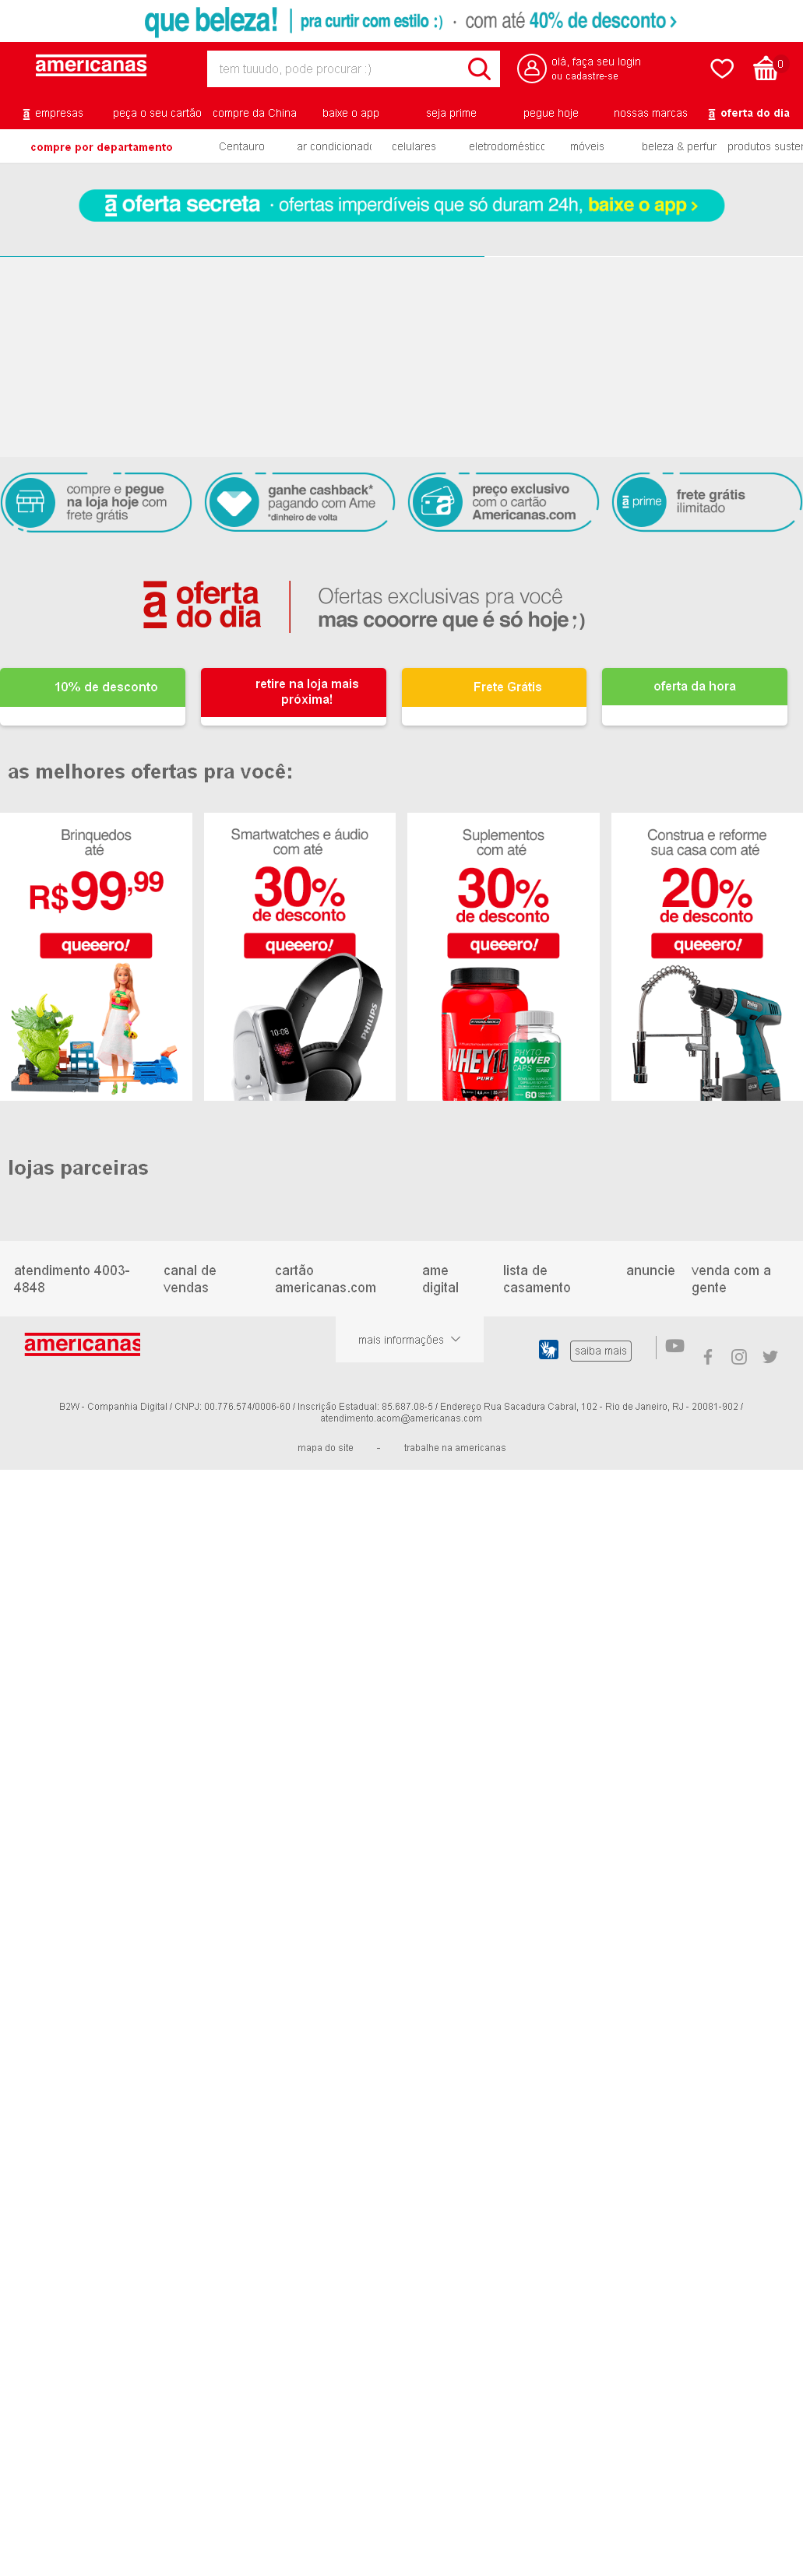 que beleza! pra curtir com estilo :) · com até 40% de desconto >
americanas
tem tuuudo, pode procurar :)
olá, faça seu login
ou cadastre-se
0
a empresas peça o seu cartão compre da China baixe o app seja prime pegue hoje nossas marcas a oferta do dia
compre por departamento Centauro ar condicionado celulares eletrodoméstico móveis beleza & perfur produtos suster
a oferta secreta · ofertas imperdíveis que só duram 24h, baixe o app >
compre e pegue
na loja hoje com
frete grátis
ganhe cashback*
pagando com Ame
*dinheiro de volta
preço exclusivo
com o cartão
Americanas.com
a prime
frete grátis
ilimitado
a oferta
do dia
Ofertas exclusivas pra você
mas cooorre que é só hoje ;)
10% de desconto
retire na loja mais
próxima!
Frete Grátis
oferta da hora
as melhores ofertas pra você:
Brinquedos
até
R$99,99
queeero!
Smartwatches e áudio
com até
30%
de desconto
queeero!
10:08
PHILIPS
Suplementos
com até
30%
de desconto
queeero!
WHEY100
PURE
PHYTO
POWER
CAPS
60
Construa e reforme
sua casa com até
20%
de desconto
queeero!
lojas parceiras
atendimento 4003-
4848
canal de
vendas
cartão
americanas.com
ame
digital
lista de
casamento
anuncie
venda com a
gente
americanas
mais informações
saiba mais
B2W - Companhia Digital / CNPJ: 00.776.574/0006-60 / Inscrição Estadual: 85.687.08-5 / Endereço Rua Sacadura Cabral, 102 - Rio de Janeiro, RJ - 20081-902 /
atendimento.acom@americanas.com
mapa do site - trabalhe na americanas